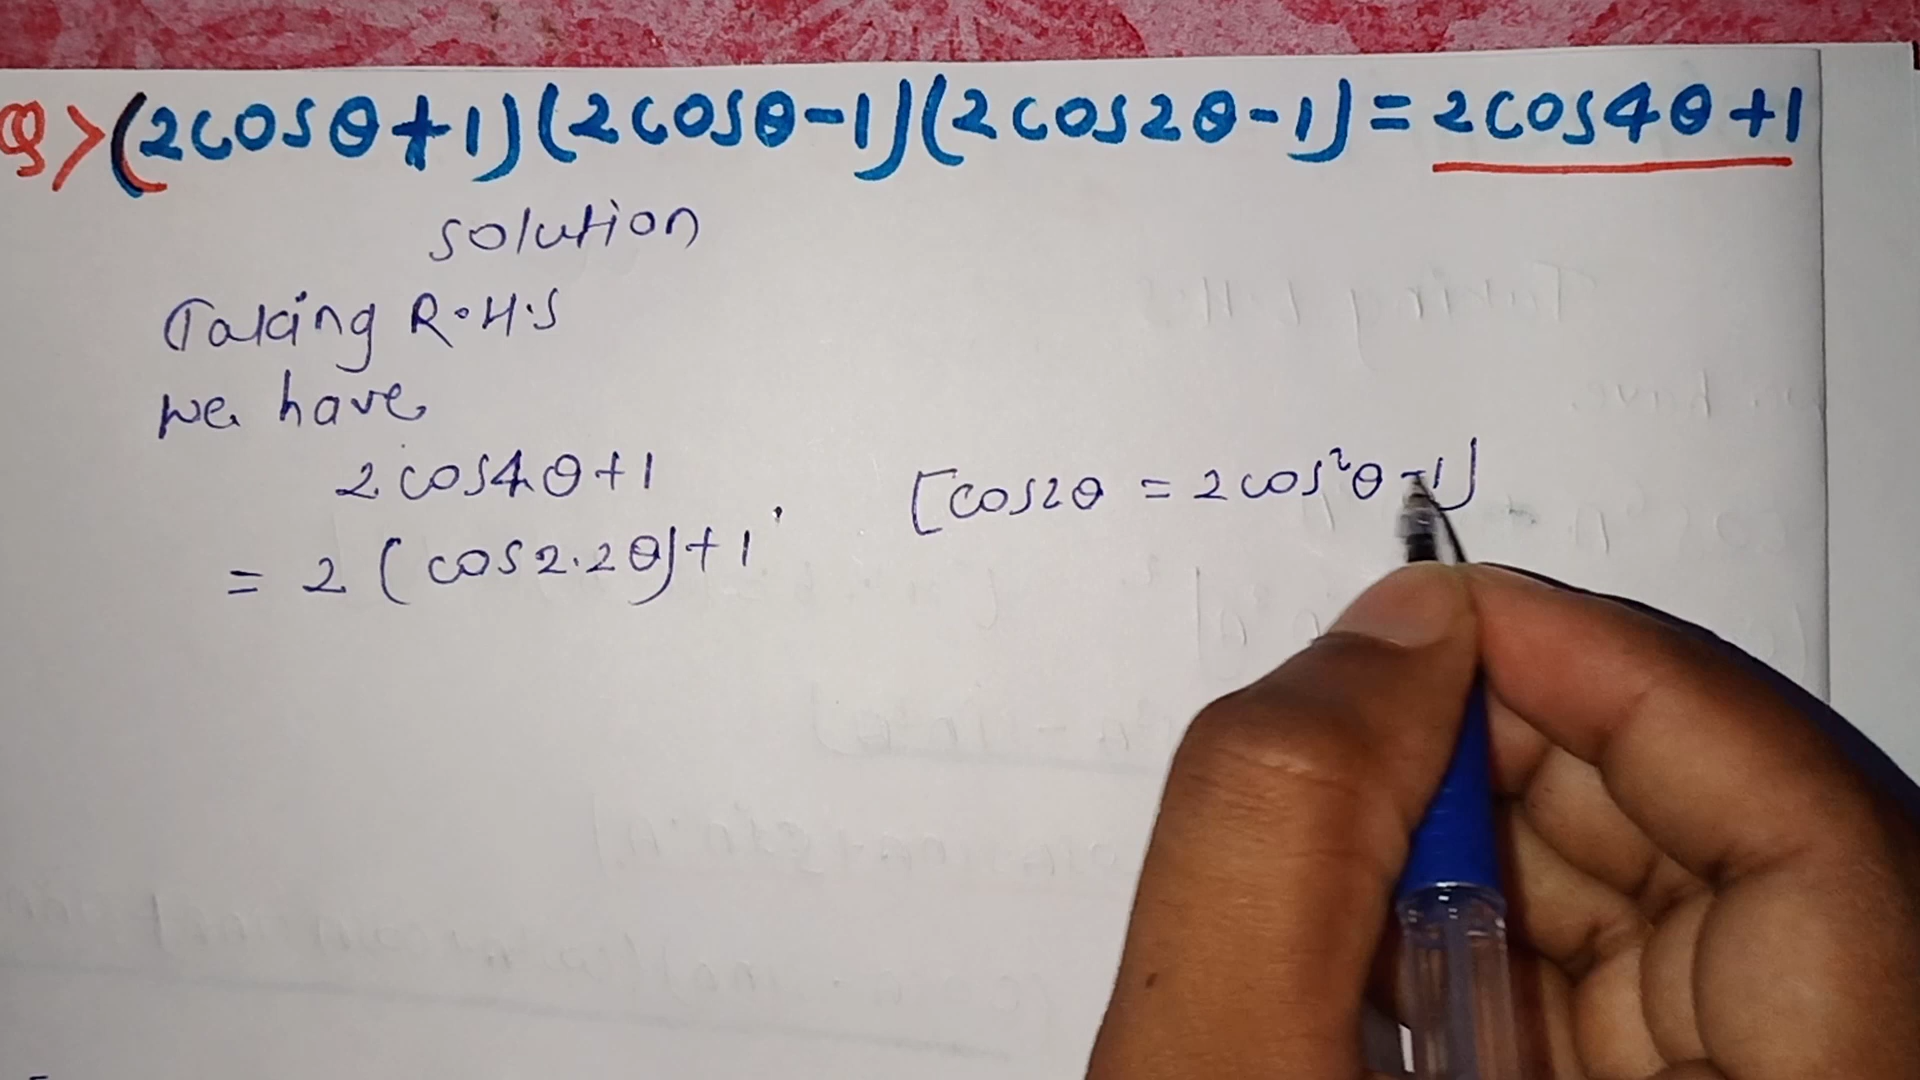 Q> (2cosθ+1)(2cosθ-1)(2cos2θ-1) = 2cos4θ+1
solution
Taking R.H.S
we have
2cos4θ+1
= 2(cos2.2θ)+1
[cos2θ = 2cos²θ-1]